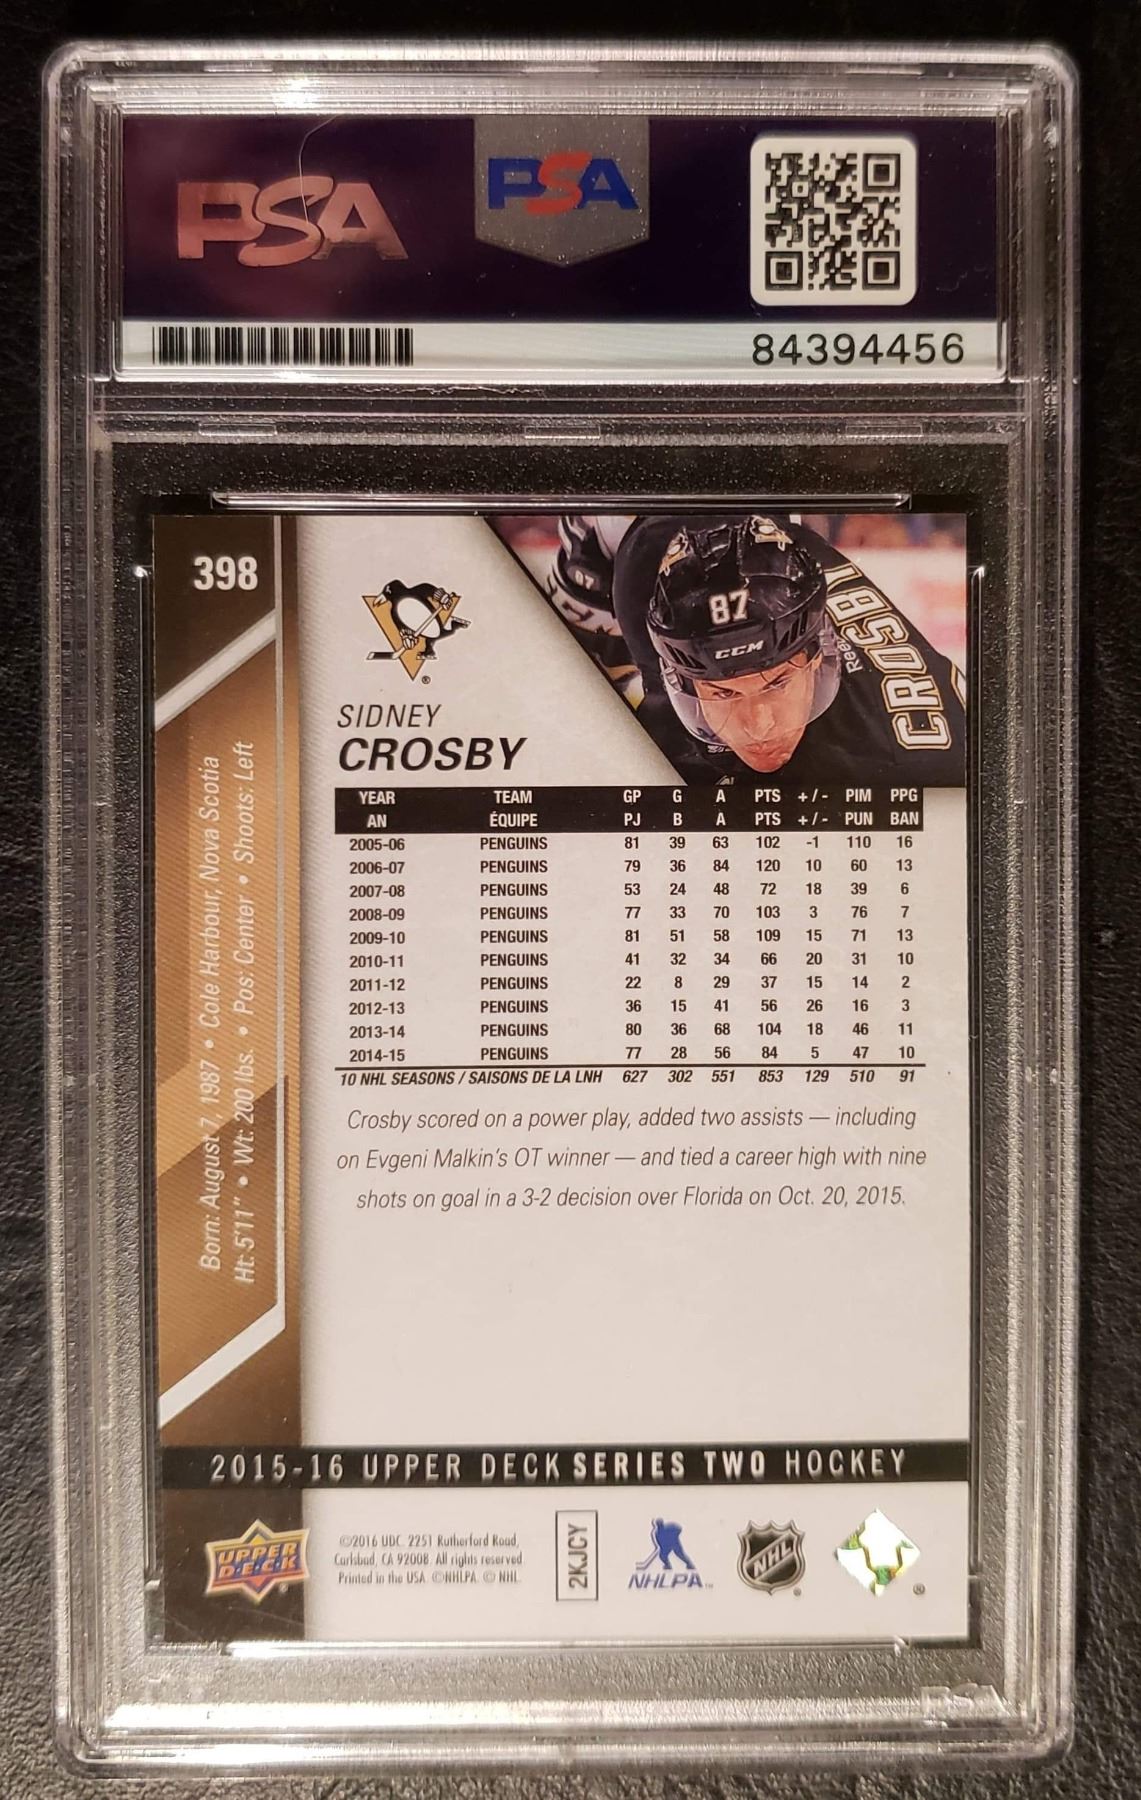 PSA
PSA
84394456
398
87
CCM
CROSBY
SIDNEY
CROSBY
Born: August 7, 1987 • Cole Harbour, Nova Scotia
Ht: 5'11" • Wt: 200 lbs. • Pos: Center • Shoots: Left
YEAR TEAM GP G A PTS +/- PIM PPG
AN ÉQUIPE PJ B A PTS +/- PUN BAN
2005-06 PENGUINS 81 39 63 102 -1 110 16
2006-07 PENGUINS 79 36 84 120 10 60 13
2007-08 PENGUINS 53 24 48 72 18 39 6
2008-09 PENGUINS 77 33 70 103 3 76 7
2009-10 PENGUINS 81 51 58 109 15 71 13
2010-11 PENGUINS 41 32 34 66 20 31 10
2011-12 PENGUINS 22 8 29 37 15 14 2
2012-13 PENGUINS 36 15 41 56 26 16 3
2013-14 PENGUINS 80 36 68 104 18 46 11
2014-15 PENGUINS 77 28 56 84 5 47 10
10 NHL SEASONS / SAISONS DE LA LNH 627 302 551 853 129 510 91
Crosby scored on a power play, added two assists — including
on Evgeni Malkin's OT winner — and tied a career high with nine
shots on goal in a 3-2 decision over Florida on Oct. 20, 2015.
2015-16 UPPER DECK SERIES TWO HOCKEY
UPPER DECK ®
©2016 UDC. 2251 Rutherford Road,
Carlsbad, CA 92008. All rights reserved.
Printed in the USA. ©NHLPA. © NHL.
2KJCY
NHLPA™
NHL ®
®
PSA